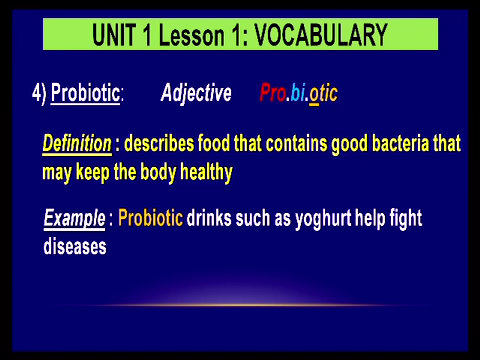 UNIT 1 Lesson 1: VOCABULARY
4) Probiotic: Adjective Pro.bi.otic
Definition : describes food that contains good bacteria that
may keep the body healthy
Example : Probiotic drinks such as yoghurt help fight
diseases